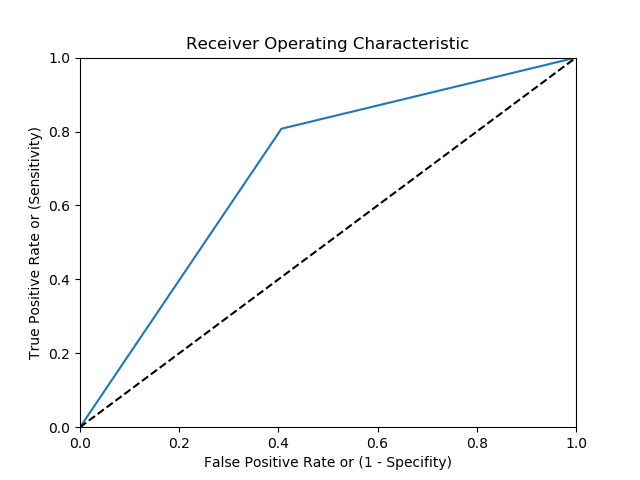 Receiver Operating Characteristic
1.0
0.8
0.6
0.4
0.2
0.0
True Positive Rate or (Sensitivity)
0.0 0.2 0.4 0.6 0.8 1.0
False Positive Rate or (1 - Specifity)